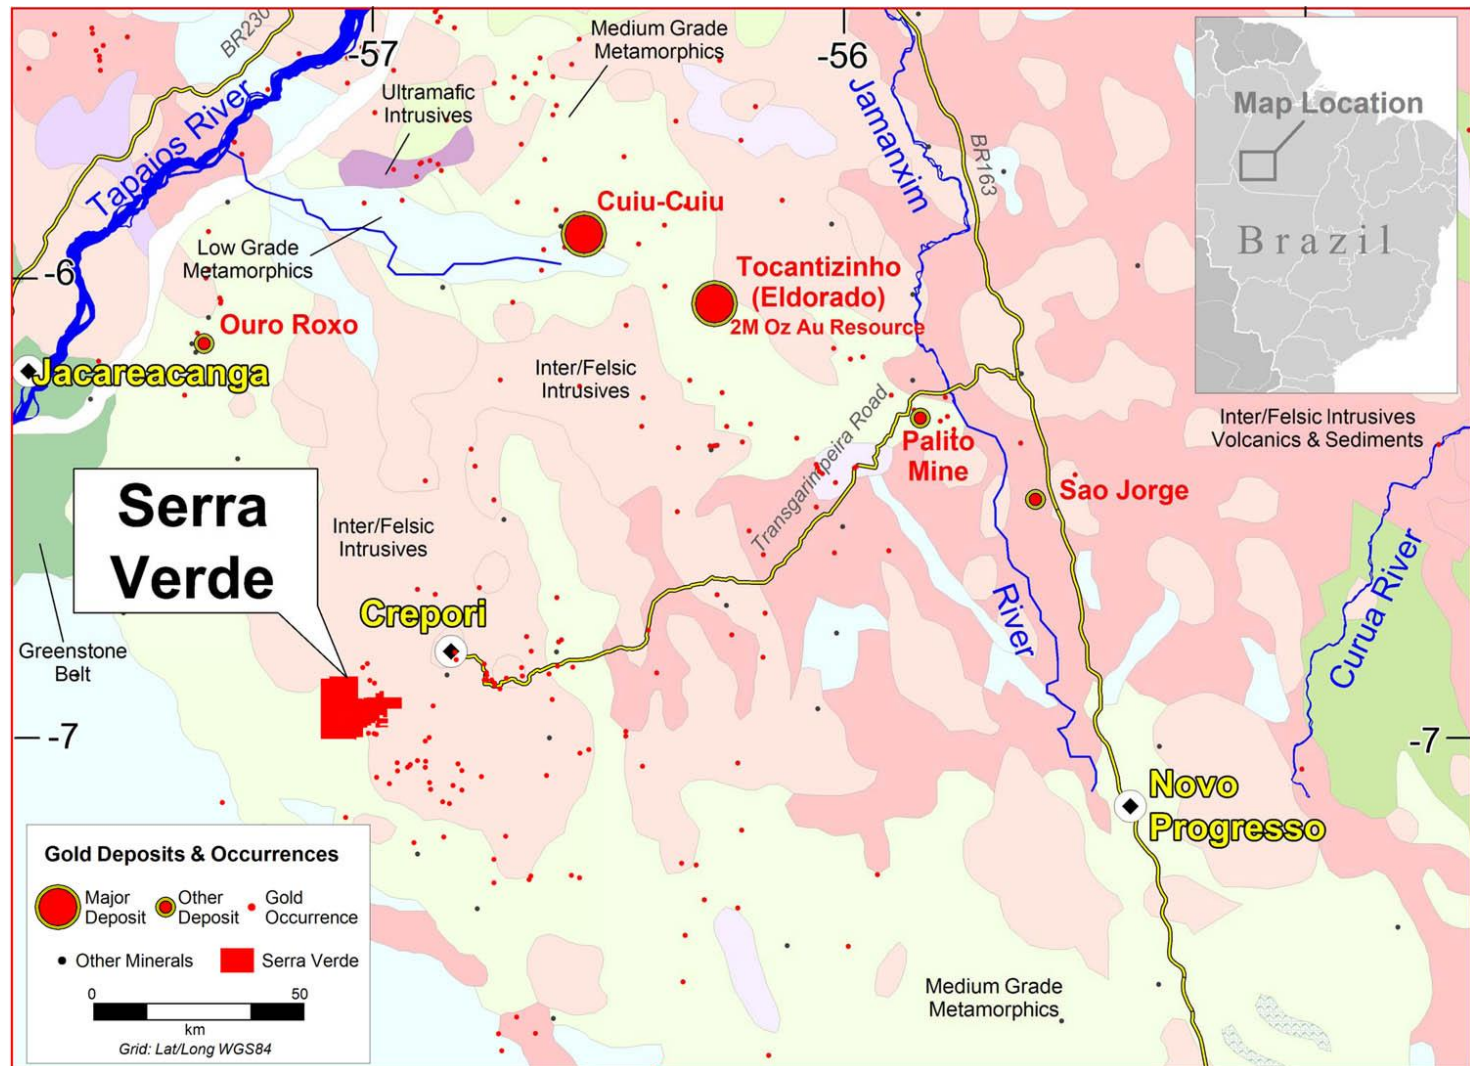 BR230
-57
Medium Grade
Metamorphics
-56
Ultramafic
Intrusives
Tapaios River
Jamanxim
BR163
Map Location
Brazil
Cuiu-Cuiu
Low Grade
Metamorphics
-6
Tocantizinho
(Eldorado)
2M Oz Au Resource
Ouro Roxo
Jacareacanga
Inter/Felsic
Intrusives
Transgarimpeira Road
Palito
Mine
Inter/Felsic Intrusives
Volcanics & Sediments
Sao Jorge
Serra
Verde
Inter/Felsic
Intrusives
Crepori
River
Curua River
Greenstone
Belt
-7
-7
Novo
Progresso
Gold Deposits & Occurrences
Major
Deposit
Other
Deposit
Gold
Occurrence
Other Minerals
Serra Verde
0 50
km
Grid: Lat/Long WGS84
Medium Grade
Metamorphics